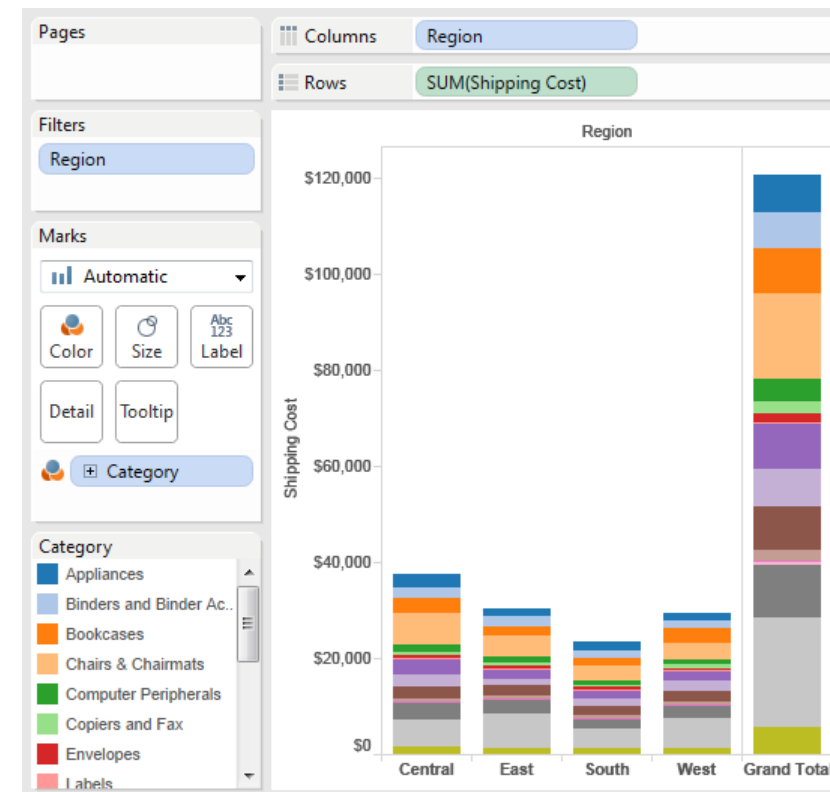 Pages
Columns
Region
Rows
SUM(Shipping Cost)
Filters
Region
Marks
Automatic
Color
Size
Abc
123
Label
Detail
Tooltip
Category
Category
Appliances
Binders and Binder Ac..
Bookcases
Chairs & Chairmats
Computer Peripherals
Copiers and Fax
Envelopes
Labels
Region
Shipping Cost
$120,000
$100,000
$80,000
$60,000
$40,000
$20,000
$0
Central East South West Grand Total